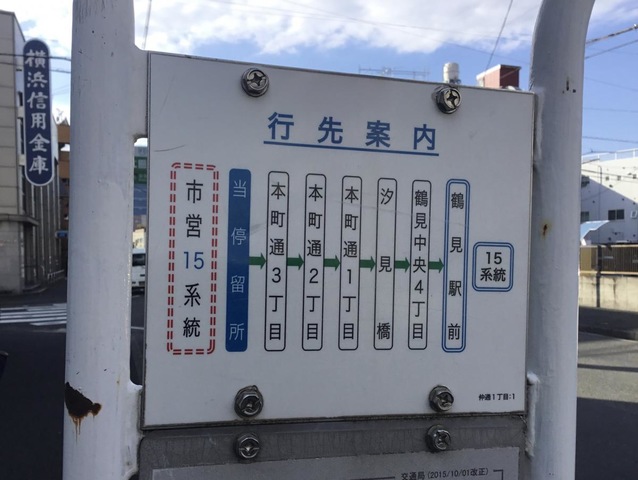 横浜信用金庫
行先案内
市営15系統
当停留所
本町通3丁目
本町通2丁目
本町通1丁目
汐見橋
鶴見中央4丁目
鶴見駅前
15
系統
仲通1丁目:1
交通局(2015/10/01改正)